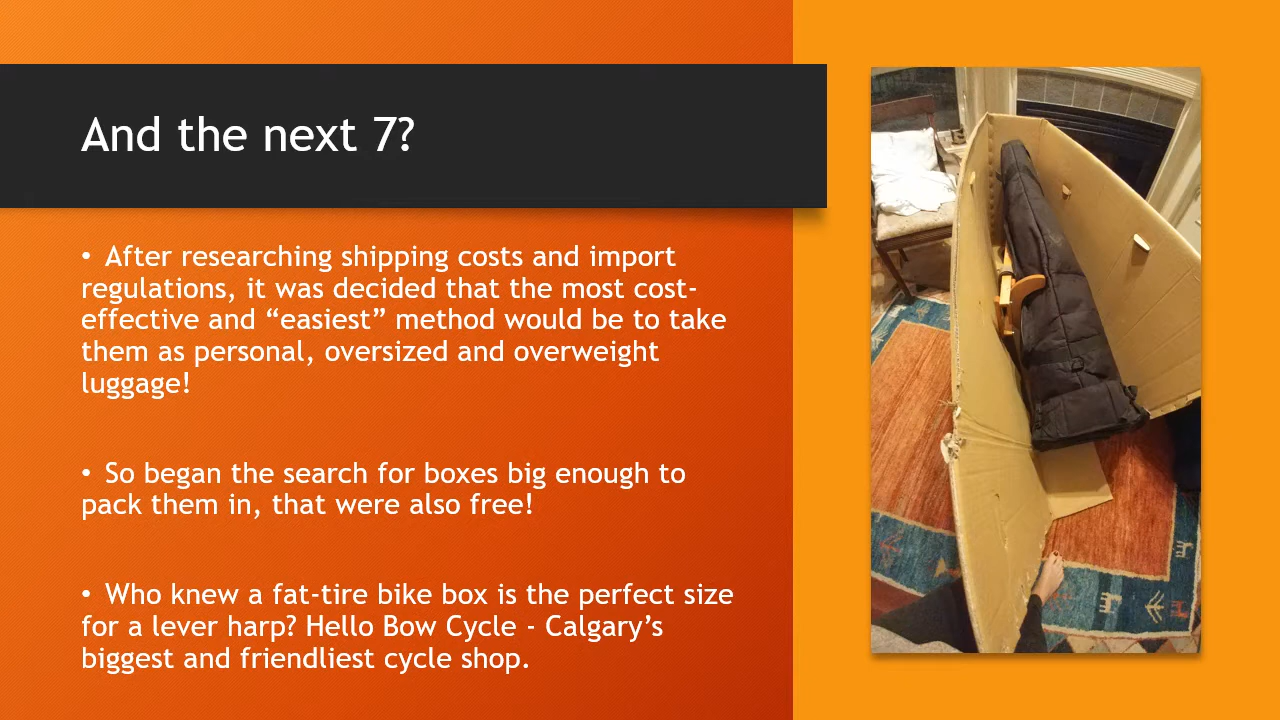 And the next 7?
• After researching shipping costs and import
regulations, it was decided that the most cost-
effective and “easiest” method would be to take
them as personal, oversized and overweight
luggage!
• So began the search for boxes big enough to
pack them in, that were also free!
• Who knew a fat-tire bike box is the perfect size
for a lever harp? Hello Bow Cycle - Calgary’s
biggest and friendliest cycle shop.